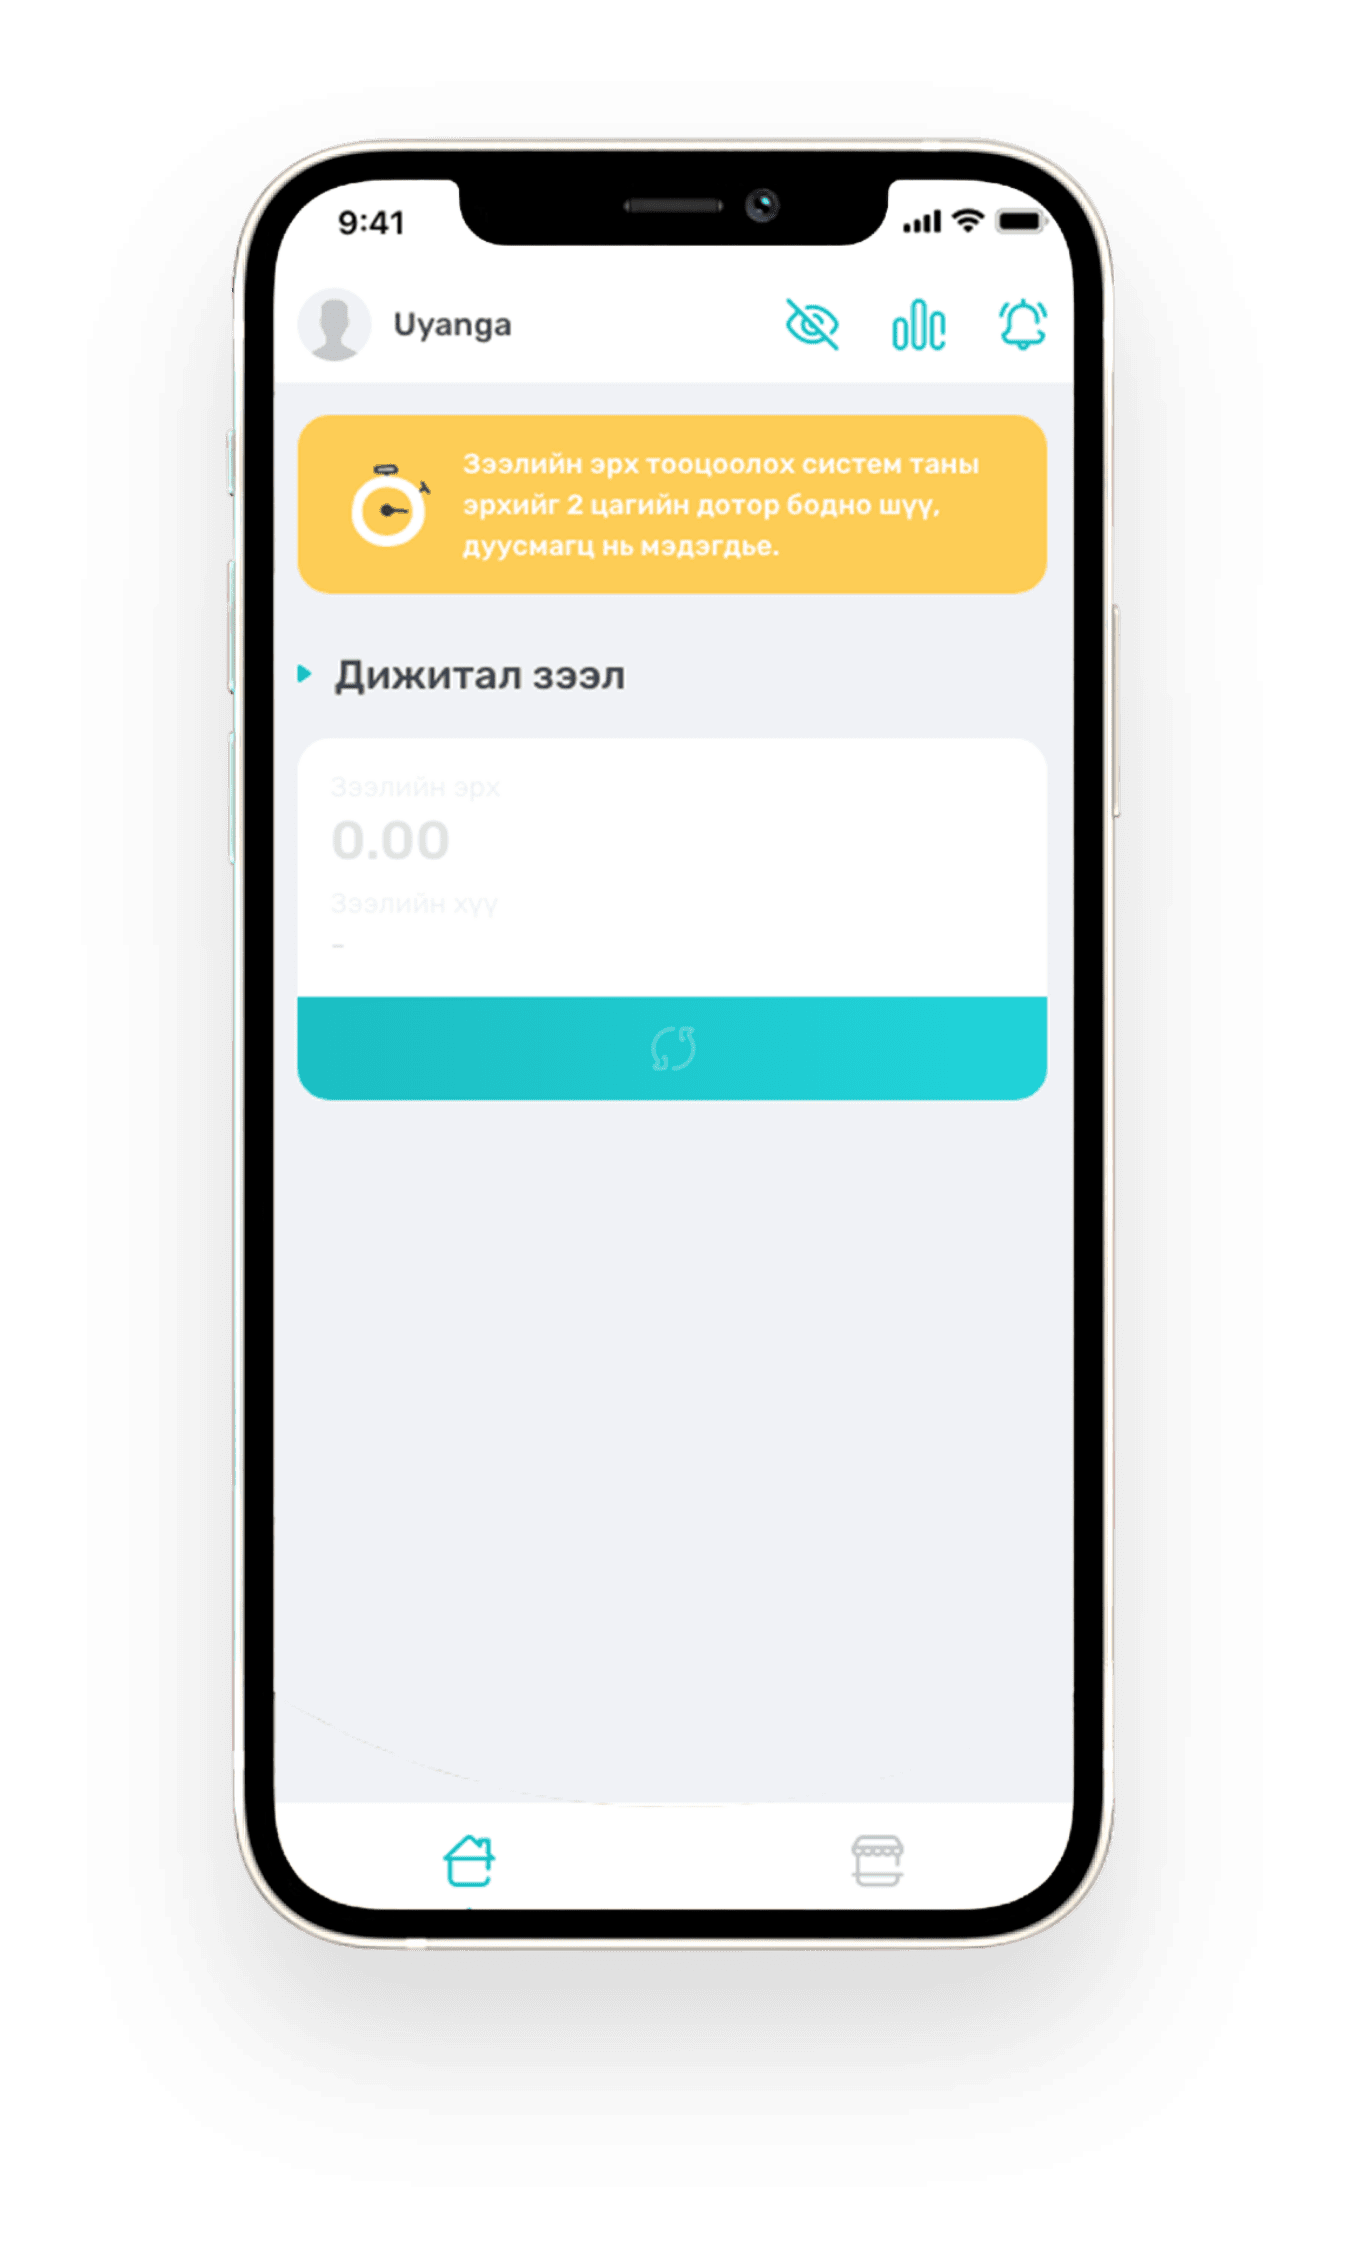 9:41
Uyanga
Зээлийн эрх тооцоолох систем таны
эрхийг 2 цагийн дотор бодно шүү,
дуусмагц нь мэдэгдье.
Дижитал зээл
Зээлийн эрх
0.00
Зээлийн хүү
-